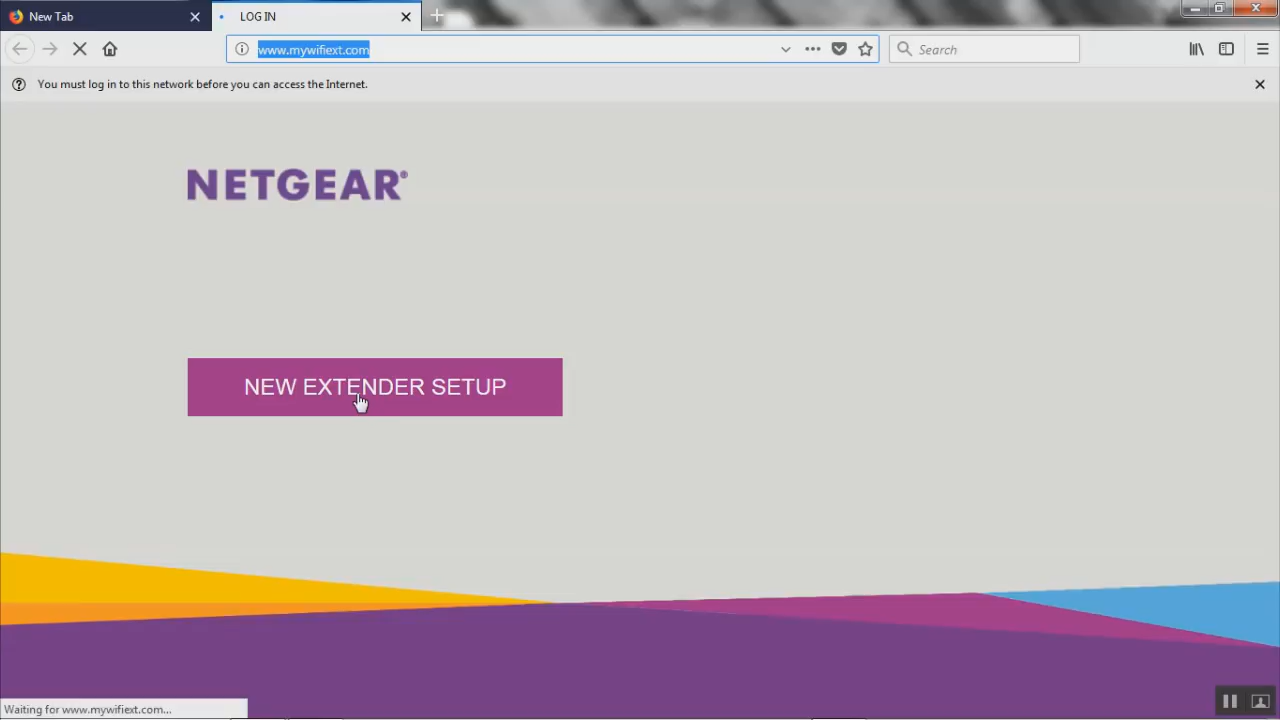 New Tab
LOG IN
www.mywifiext.com
Search
You must log in to this network before you can access the Internet.
NETGEAR®
NEW EXTENDER SETUP
Waiting for www.mywifiext.com...